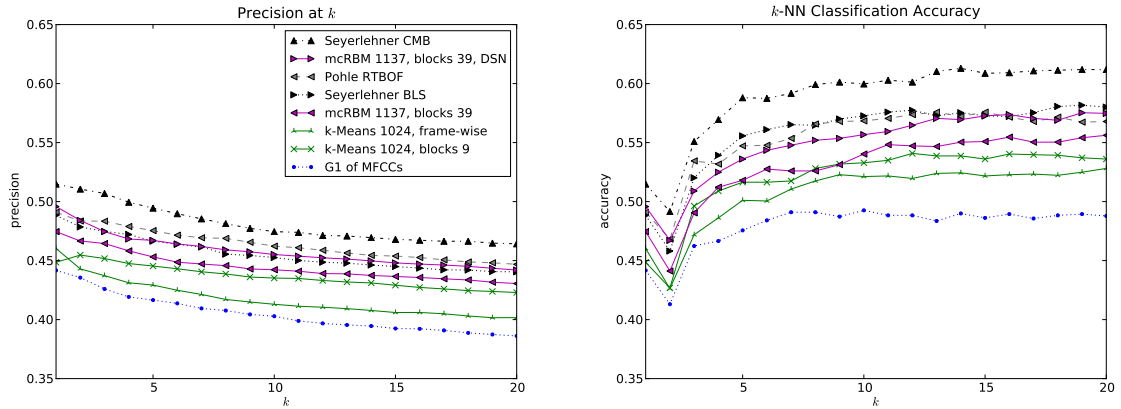 Precision at k
0.65
0.60
0.55
0.50
0.45
0.40
0.35
precision
5
10
15
20
k
Seyerlehner CMB
mcRBM 1137, blocks 39, DSN
Pohle RTBOF
Seyerlehner BLS
mcRBM 1137, blocks 39
k-Means 1024, frame-wise
k-Means 1024, blocks 9
G1 of MFCCs
k-NN Classification Accuracy
0.65
0.60
0.55
0.50
0.45
0.40
0.35
accuracy
5
10
15
20
k